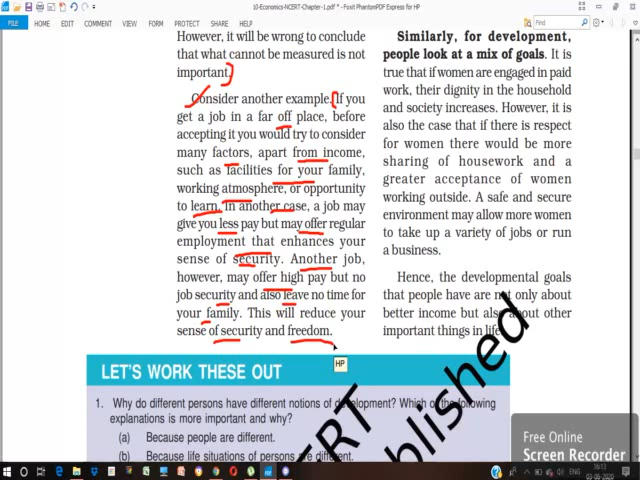 10-Economics-NCERT-Chapter-1.pdf * - Foxit PhantomPDF Express for HP
FILE HOME COMMENT VIEW FORM PROTECT SHARE HELP
Find
However, it will be wrong to conclude
that what cannot be measured is not
important.
Consider another example. If you
get a job in a far off place, before
accepting it you would try to consider
many factors, apart from income,
such as facilities for your family,
working atmosphere, or opportunity
to learn. In another case, a job may
give you less pay but may offer regular
employment that enhances your
sense of security. Another job,
however, may offer high pay but no
job security and also leave no time for
your family. This will reduce your
sense of security and freedom.
Similarly, for development,
people look at a mix of goals. It is
true that if women are engaged in paid
work, their dignity in the household
and society increases. However, it is
also the case that if there is respect
for women there would be more
sharing of housework and a
greater acceptance of women
working outside. A safe and secure
environment may allow more women
to take up a variety of jobs or run
a business.
Hence, the developmental goals
that people have are not only about
better income but also about other
important things in life.
HP
LET'S WORK THESE OUT
1. Why do different persons have different notions of development? Which of the following
explanations is more important and why?
(a) Because people are different.
(b) Because life situations of persons are different.
Free Online
Screen Recorder
16:13